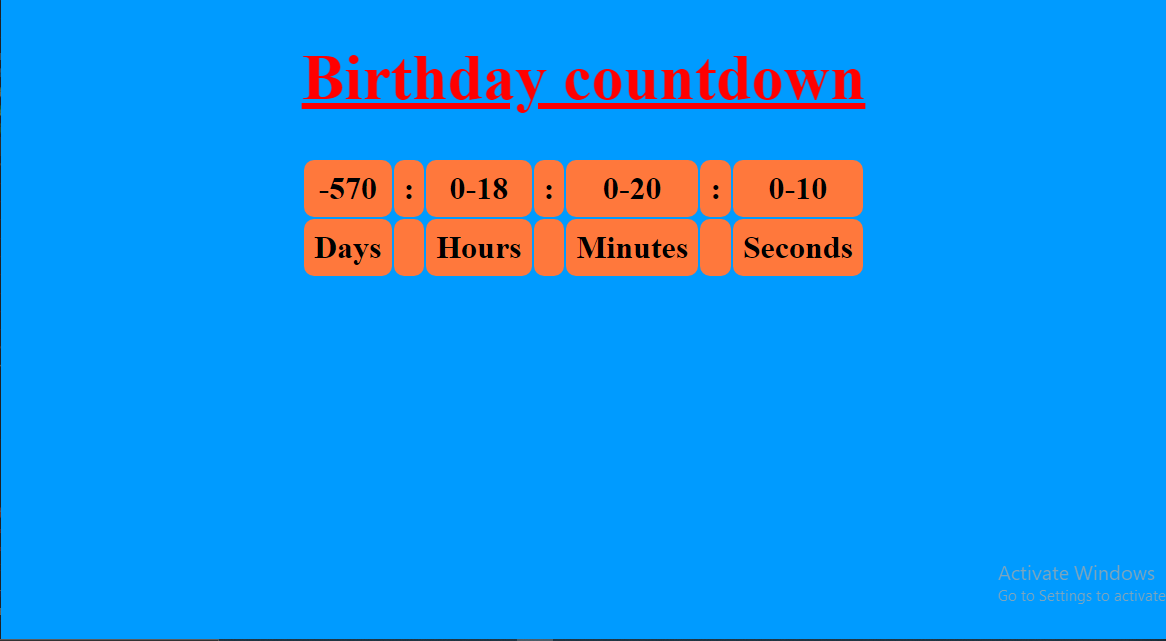 Birthday countdown
-570 : 0-18 : 0-20 : 0-10
Days Hours Minutes Seconds
Activate Windows
Go to Settings to activate